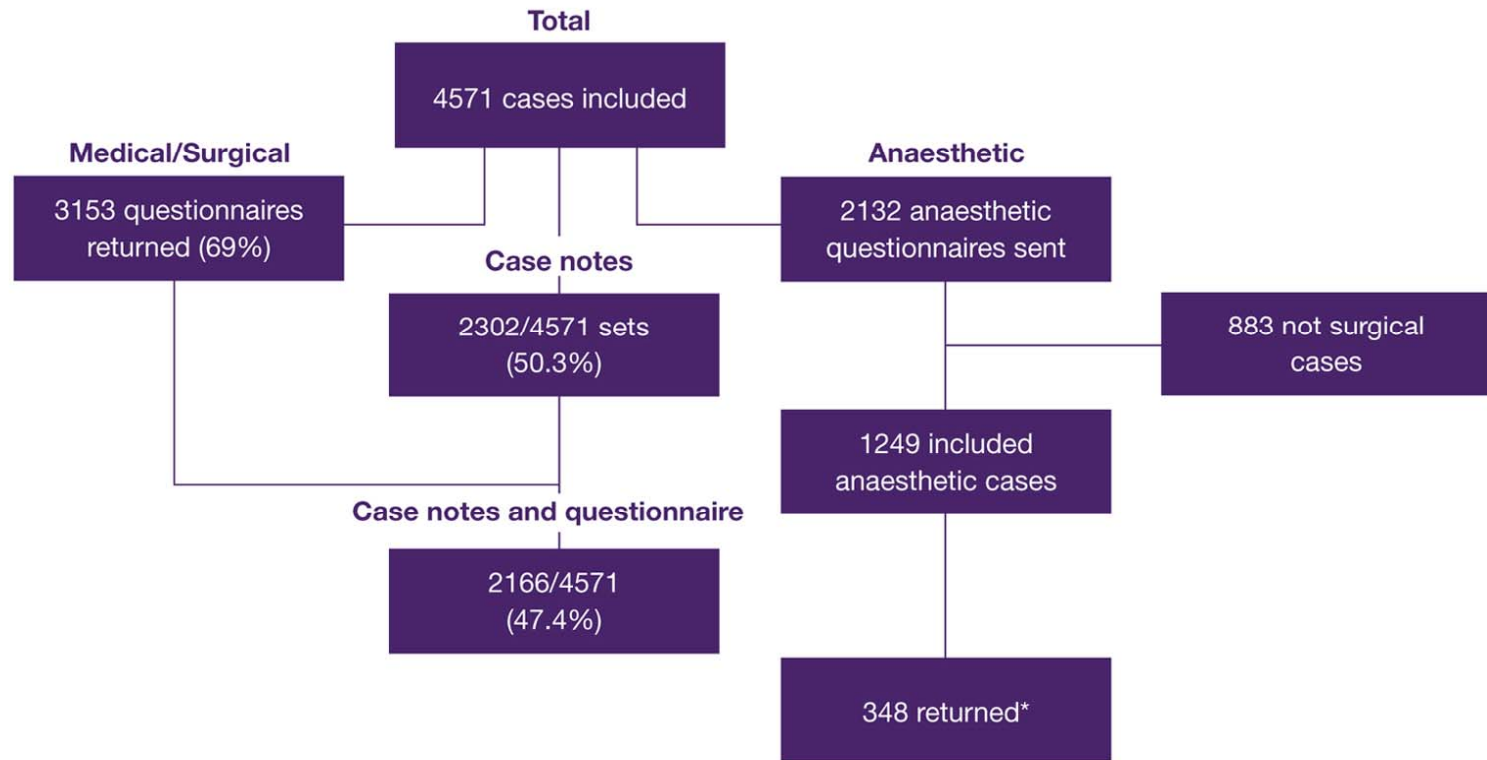 Total
4571 cases included
Medical/Surgical
3153 questionnaires
returned (69%)
Anaesthetic
2132 anaesthetic
questionnaires sent
Case notes
2302/4571 sets
(50.3%)
883 not surgical
cases
1249 included
anaesthetic cases
Case notes and questionnaire
2166/4571
(47.4%)
348 returned*